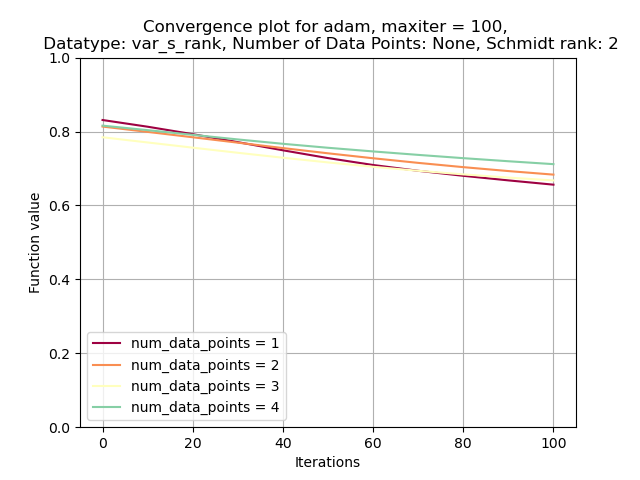 Convergence plot for adam, maxiter = 100,
Datatype: var_s_rank, Number of Data Points: None, Schmidt rank: 2
1.0
0.8
0.6
0.4
0.2
0.0
Function value
num_data_points = 1
num_data_points = 2
num_data_points = 3
num_data_points = 4
0 20 40 60 80 100
Iterations